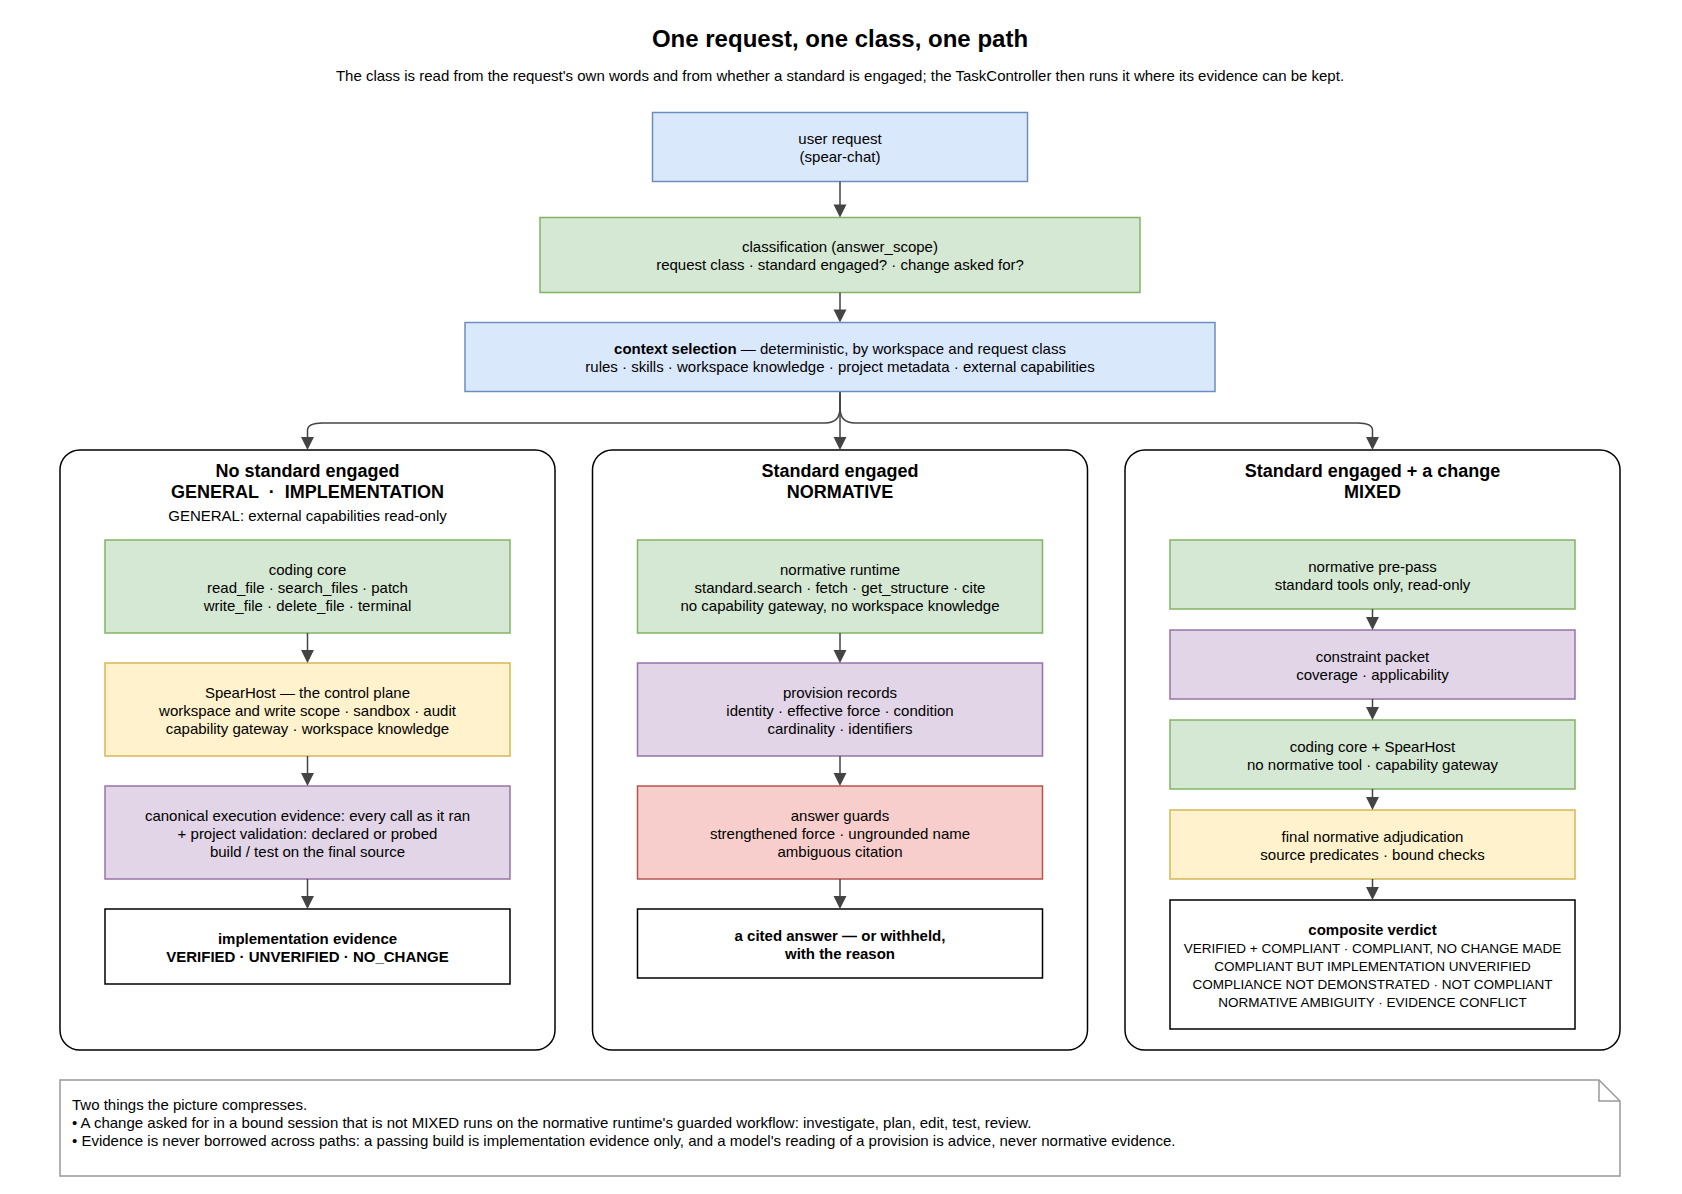 One request, one class, one path
The class is read from the request's own words and from whether a standard is engaged; the TaskController then runs it where its evidence can be kept.
user request
(spear-chat)
classification (answer_scope)
request class · standard engaged? · change asked for?
context selection — deterministic, by workspace and request class
rules · skills · workspace knowledge · project metadata · external capabilities
No standard engaged
GENERAL · IMPLEMENTATION
GENERAL: external capabilities read-only
coding core
read_file · search_files · patch
write_file · delete_file · terminal
SpearHost — the control plane
workspace and write scope · sandbox · audit
capability gateway · workspace knowledge
canonical execution evidence: every call as it ran
+ project validation: declared or probed
build / test on the final source
implementation evidence
VERIFIED · UNVERIFIED · NO_CHANGE
Standard engaged
NORMATIVE
normative runtime
standard.search · fetch · get_structure · cite
no capability gateway, no workspace knowledge
provision records
identity · effective force · condition
cardinality · identifiers
answer guards
strengthened force · ungrounded name
ambiguous citation
a cited answer — or withheld,
with the reason
Standard engaged + a change
MIXED
normative pre-pass
standard tools only, read-only
constraint packet
coverage · applicability
coding core + SpearHost
no normative tool · capability gateway
final normative adjudication
source predicates · bound checks
composite verdict
VERIFIED + COMPLIANT · COMPLIANT, NO CHANGE MADE
COMPLIANT BUT IMPLEMENTATION UNVERIFIED
COMPLIANCE NOT DEMONSTRATED · NOT COMPLIANT
NORMATIVE AMBIGUITY · EVIDENCE CONFLICT
Two things the picture compresses.
• A change asked for in a bound session that is not MIXED runs on the normative runtime's guarded workflow: investigate, plan, edit, test, review.
• Evidence is never borrowed across paths: a passing build is implementation evidence only, and a model's reading of a provision is advice, never normative evidence.